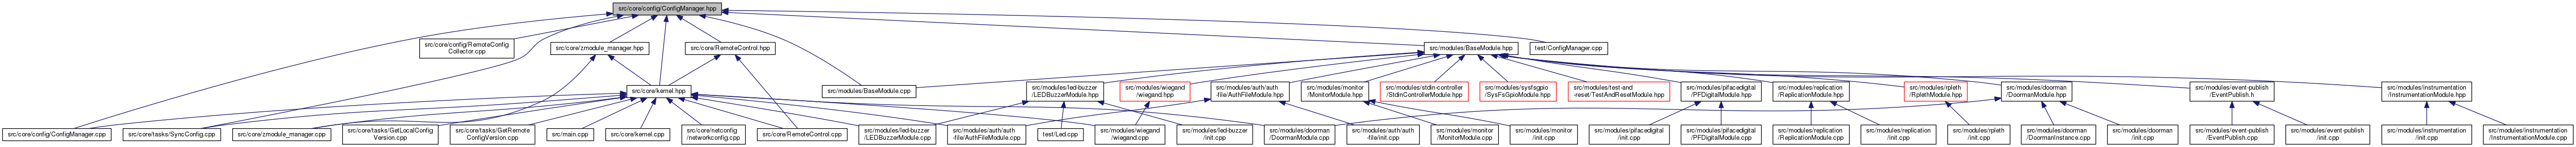 src/core/config/ConfigManager.hpp
src/core/config/RemoteConfig
Collector.cpp
src/core/zmodule_manager.hpp
src/core/RemoteControl.hpp
src/modules/BaseModule.hpp
test/ConfigManager.cpp
src/core/kernel.hpp
src/modules/BaseModule.cpp
src/modules/led-buzzer
/LEDBuzzerModule.hpp
src/modules/wiegand
/wiegand.hpp
src/modules/auth/auth
-file/AuthFileModule.hpp
src/modules/monitor
/MonitorModule.hpp
src/modules/stdin-controller
/StdinControllerModule.hpp
src/modules/sysfsgpio
/SysFsGpioModule.hpp
src/modules/test-and
-reset/TestAndResetModule.hpp
src/modules/pifacedigital
/PFDigitalModule.hpp
src/modules/replication
/ReplicationModule.hpp
src/modules/rpleth
/RplethModule.hpp
src/modules/doorman
/DoormanModule.hpp
src/modules/event-publish
/EventPublish.h
src/modules/instrumentation
/InstrumentationModule.hpp
src/core/config/ConfigManager.cpp
src/core/tasks/SyncConfig.cpp
src/core/zmodule_manager.cpp
src/core/tasks/GetLocalConfig
Version.cpp
src/core/tasks/GetRemote
ConfigVersion.cpp
src/main.cpp
src/core/kernel.cpp
src/core/netconfig
/networkconfig.cpp
src/core/RemoteControl.cpp
src/modules/led-buzzer
/LEDBuzzerModule.cpp
src/modules/auth/auth
-file/AuthFileModule.cpp
test/Led.cpp
src/modules/wiegand
/wiegand.cpp
src/modules/led-buzzer
/init.cpp
src/modules/doorman
/DoormanModule.cpp
src/modules/auth/auth
-file/init.cpp
src/modules/monitor
/MonitorModule.cpp
src/modules/monitor
/init.cpp
src/modules/pifacedigital
/init.cpp
src/modules/pifacedigital
/PFDigitalModule.cpp
src/modules/replication
/ReplicationModule.cpp
src/modules/replication
/init.cpp
src/modules/rpleth
/init.cpp
src/modules/doorman
/DoormanInstance.cpp
src/modules/doorman
/init.cpp
src/modules/event-publish
/EventPublish.cpp
src/modules/event-publish
/init.cpp
src/modules/instrumentation
/init.cpp
src/modules/instrumentation
/InstrumentationModule.cpp